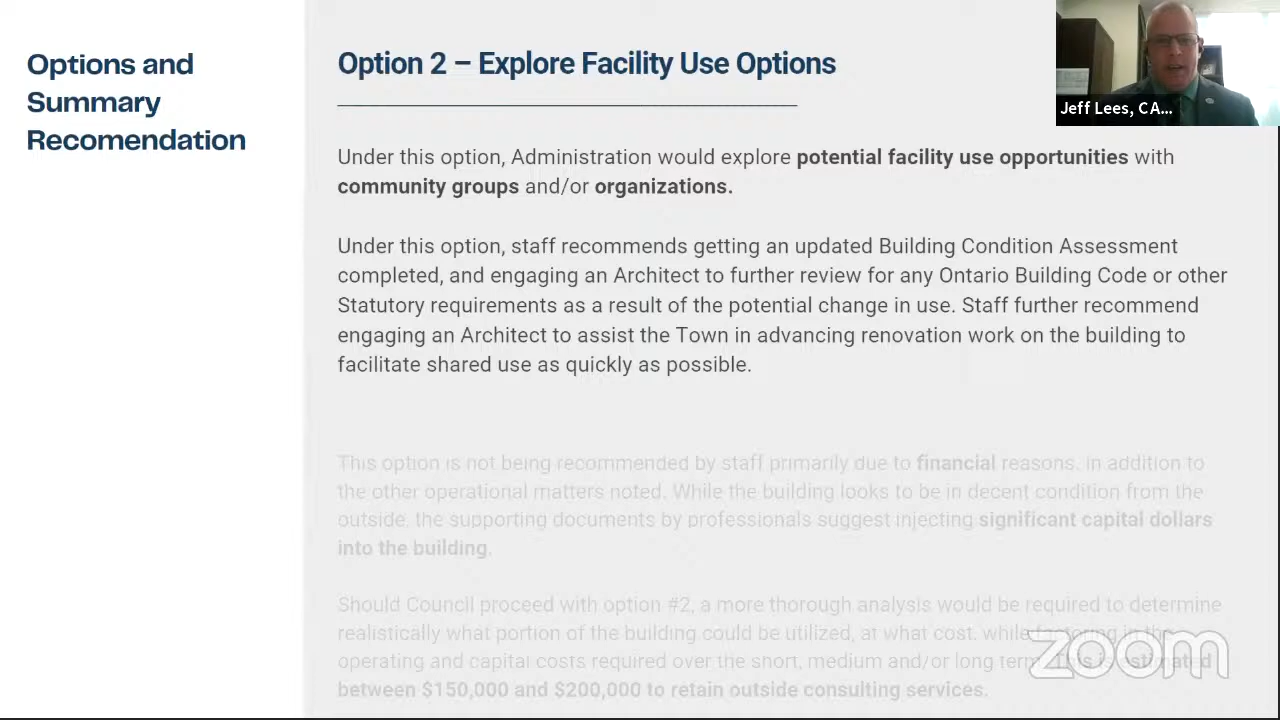 Options and
Summary
Recomendation
Option 2 – Explore Facility Use Options
Jeff Lees, CA...
Under this option, Administration would explore potential facility use opportunities with
community groups and/or organizations.
Under this option, staff recommends getting an updated Building Condition Assessment
completed, and engaging an Architect to further review for any Ontario Building Code or other
Statutory requirements as a result of the potential change in use. Staff further recommend
engaging an Architect to assist the Town in advancing renovation work on the building to
facilitate shared use as quickly as possible.
This option is not being recommended by staff primarily due to financial reasons, in addition to
the other operational matters noted. While the building looks to be in decent condition from the
outside, the supporting documents by professionals suggest injecting significant capital dollars
into the building.
Should Council proceed with option #2, a more thorough analysis would be required to determine
realistically what portion of the building could be utilized, at what cost, while factoring in the
operating and capital costs required over the short, medium and/or long term. This is estimated
between $150,000 and $200,000 to retain outside consulting services.
zoom